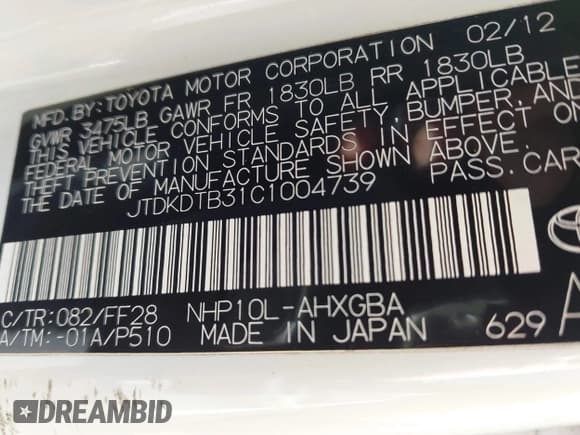 MFD. BY: TOYOTA MOTOR CORPORATION 02/12
GVWR 3475LB GAWR FR 1830LB RR 1830LB
THIS VEHICLE CONFORMS TO ALL APPLICABLE
FEDERAL MOTOR VEHICLE SAFETY, BUMPER, AND
THEFT PREVENTION STANDARDS IN EFFECT ON
THE DATE OF MANUFACTURE SHOWN ABOVE.
JTDKDTB31C1004739 PASS. CAR
C/TR:082/FF28 NHP10L-AHXGBA
A/TM:-01A/P510 MADE IN JAPAN 629
DREAMBID